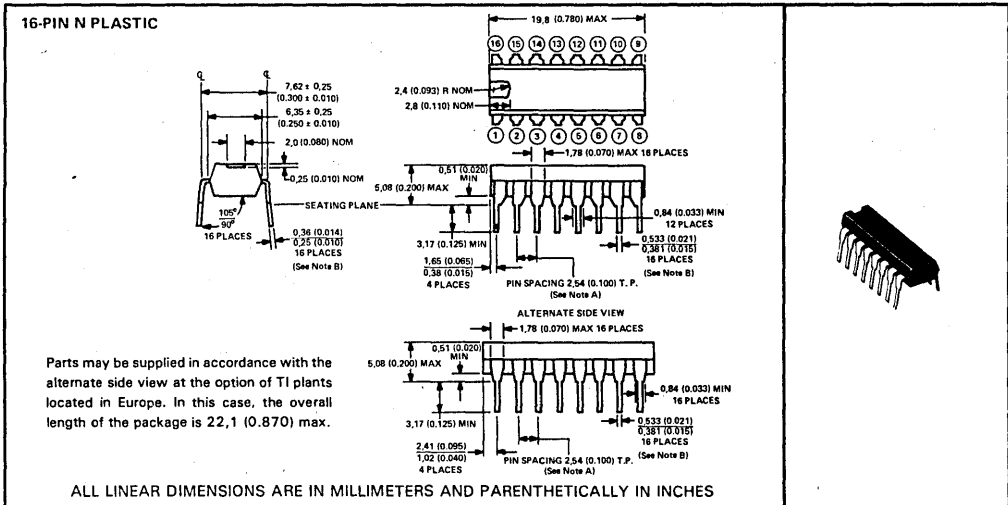 16-PIN N PLASTIC
19,8 (0.780) MAX
16 15 14 13 12 11 10 9
2,4 (0.093) R NOM
2,8 (0.110) NOM
1 2 3 4 5 6 7 8
℄ ℄
7,62 ± 0,25
(0.300 ± 0.010)
6,35 ± 0,25
(0.250 ± 0.010)
2,0 (0.080) NOM
0,25 (0.010) NOM
SEATING PLANE
105°
90°
16 PLACES
0,36 (0.014)
0,25 (0.010)
16 PLACES
(See Note B)
1,78 (0.070) MAX 16 PLACES
0,51 (0.020)
MIN
5,08 (0.200) MAX
0,84 (0.033) MIN
12 PLACES
3,17 (0.125) MIN
0,533 (0.021)
0,381 (0.015)
16 PLACES
(See Note B)
1,65 (0.065)
0,38 (0.015)
4 PLACES
PIN SPACING 2,54 (0.100) T.P.
(See Note A)
ALTERNATE SIDE VIEW
1,78 (0.070) MAX 16 PLACES
0,51 (0.020)
MIN
5,08 (0.200) MAX
0,84 (0.033) MIN
16 PLACES
3,17 (0.125) MIN
0,533 (0.021)
0,381 (0.015)
16 PLACES
(See Note B)
2,41 (0.095)
1,02 (0.040)
4 PLACES
PIN SPACING 2,54 (0.100) T.P.
(See Note A)
Parts may be supplied in accordance with the
alternate side view at the option of TI plants
located in Europe. In this case, the overall
length of the package is 22,1 (0.870) max.
ALL LINEAR DIMENSIONS ARE IN MILLIMETERS AND PARENTHETICALLY IN INCHES